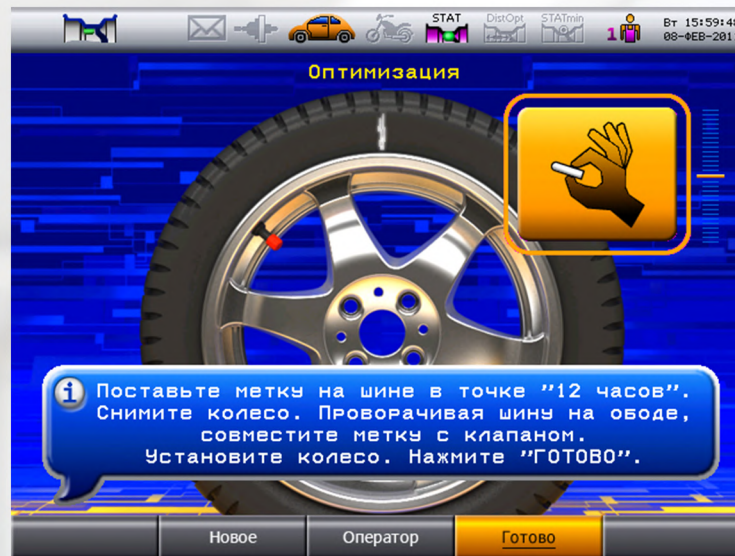 STAT
DistOpt
STATmin
1
Вт 15:59:48
08-ФЕВ-201
Оптимизация
i
Поставьте метку на шине в точке "12 часов".
Снимите колесо. Проворачивая шину на ободе,
совместите метку с клапаном.
Установите колесо. Нажмите "ГОТОВО".
Новое
Оператор
Готово